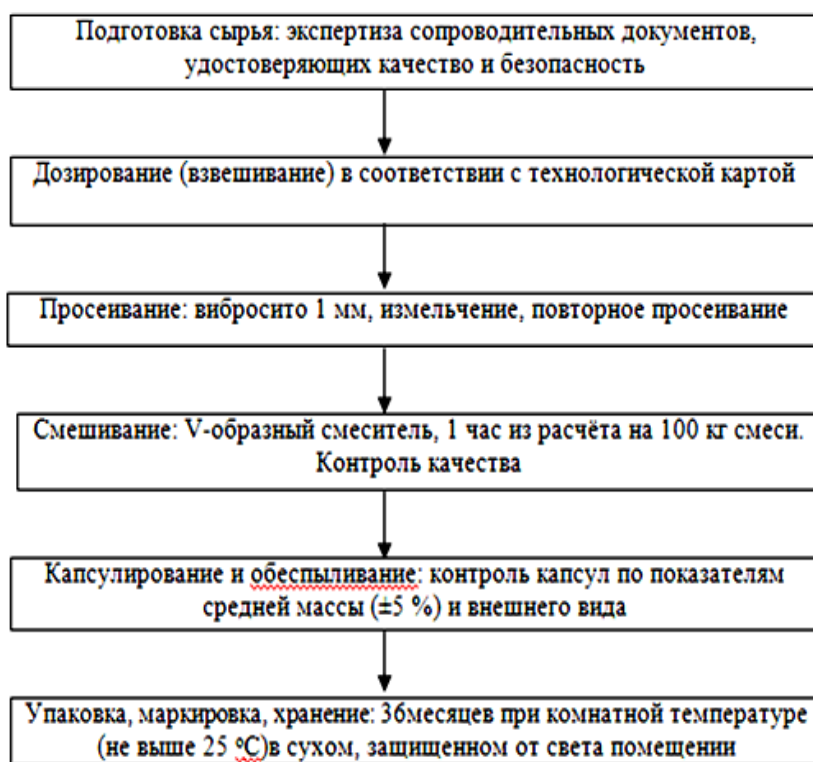 Подготовка сырья: экспертиза сопроводительных документов,
удостоверяющих качество и безопасность
Дозирование (взвешивание) в соответствии с технологической картой
Просеивание: вибросито 1 мм, измельчение, повторное просеивание
Смешивание: V-образный смеситель, 1 час из расчёта на 100 кг смеси.
Контроль качества
Капсулирование и обеспыливание: контроль капсул по показателям
средней массы (±5 %) и внешнего вида
Упаковка, маркировка, хранение: 36месяцев при комнатной температуре
(не выше 25 °С)в сухом, защищенном от света помещении